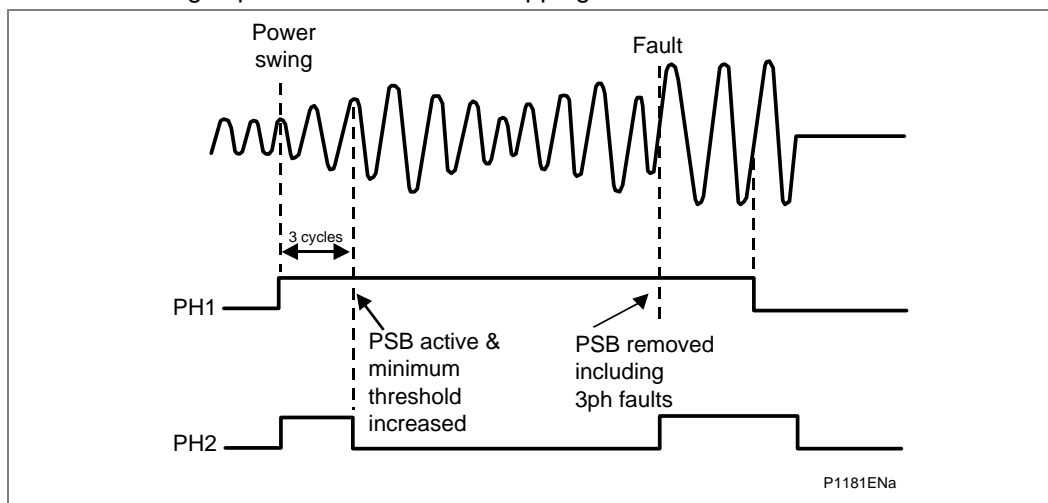 Power
swing
Fault
3 cycles
PH1
PSB active &
minimum
threshold
increased
PSB removed
including
3ph faults
PH2
P1181ENa